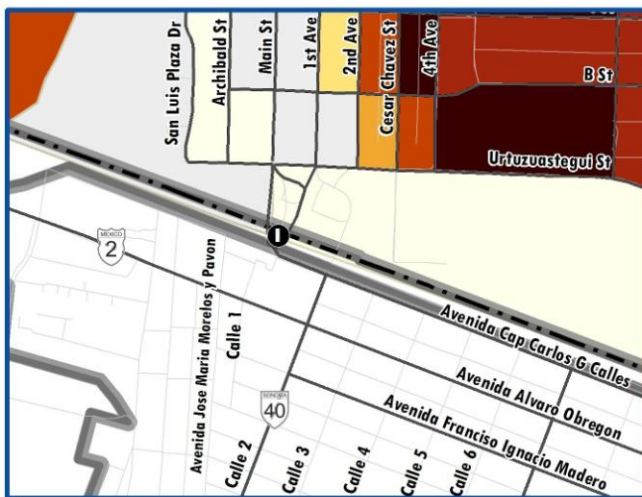 San Luis Plaza Dr
Archibald St
Main St
1st Ave
2nd Ave
Cesar Chavez St
4th Ave
B St
Urtuzuastegui St
I
MEXICO
2
Avenida Jose Maria Morelos y Pavon
Calle 1
SONORA
40
Avenida Cap Carlos G Calles
Avenida Alvaro Obregon
Avenida Franciso Ignacio Madero
Calle 2
Calle 3
Calle 4
Calle 5
Calle 6